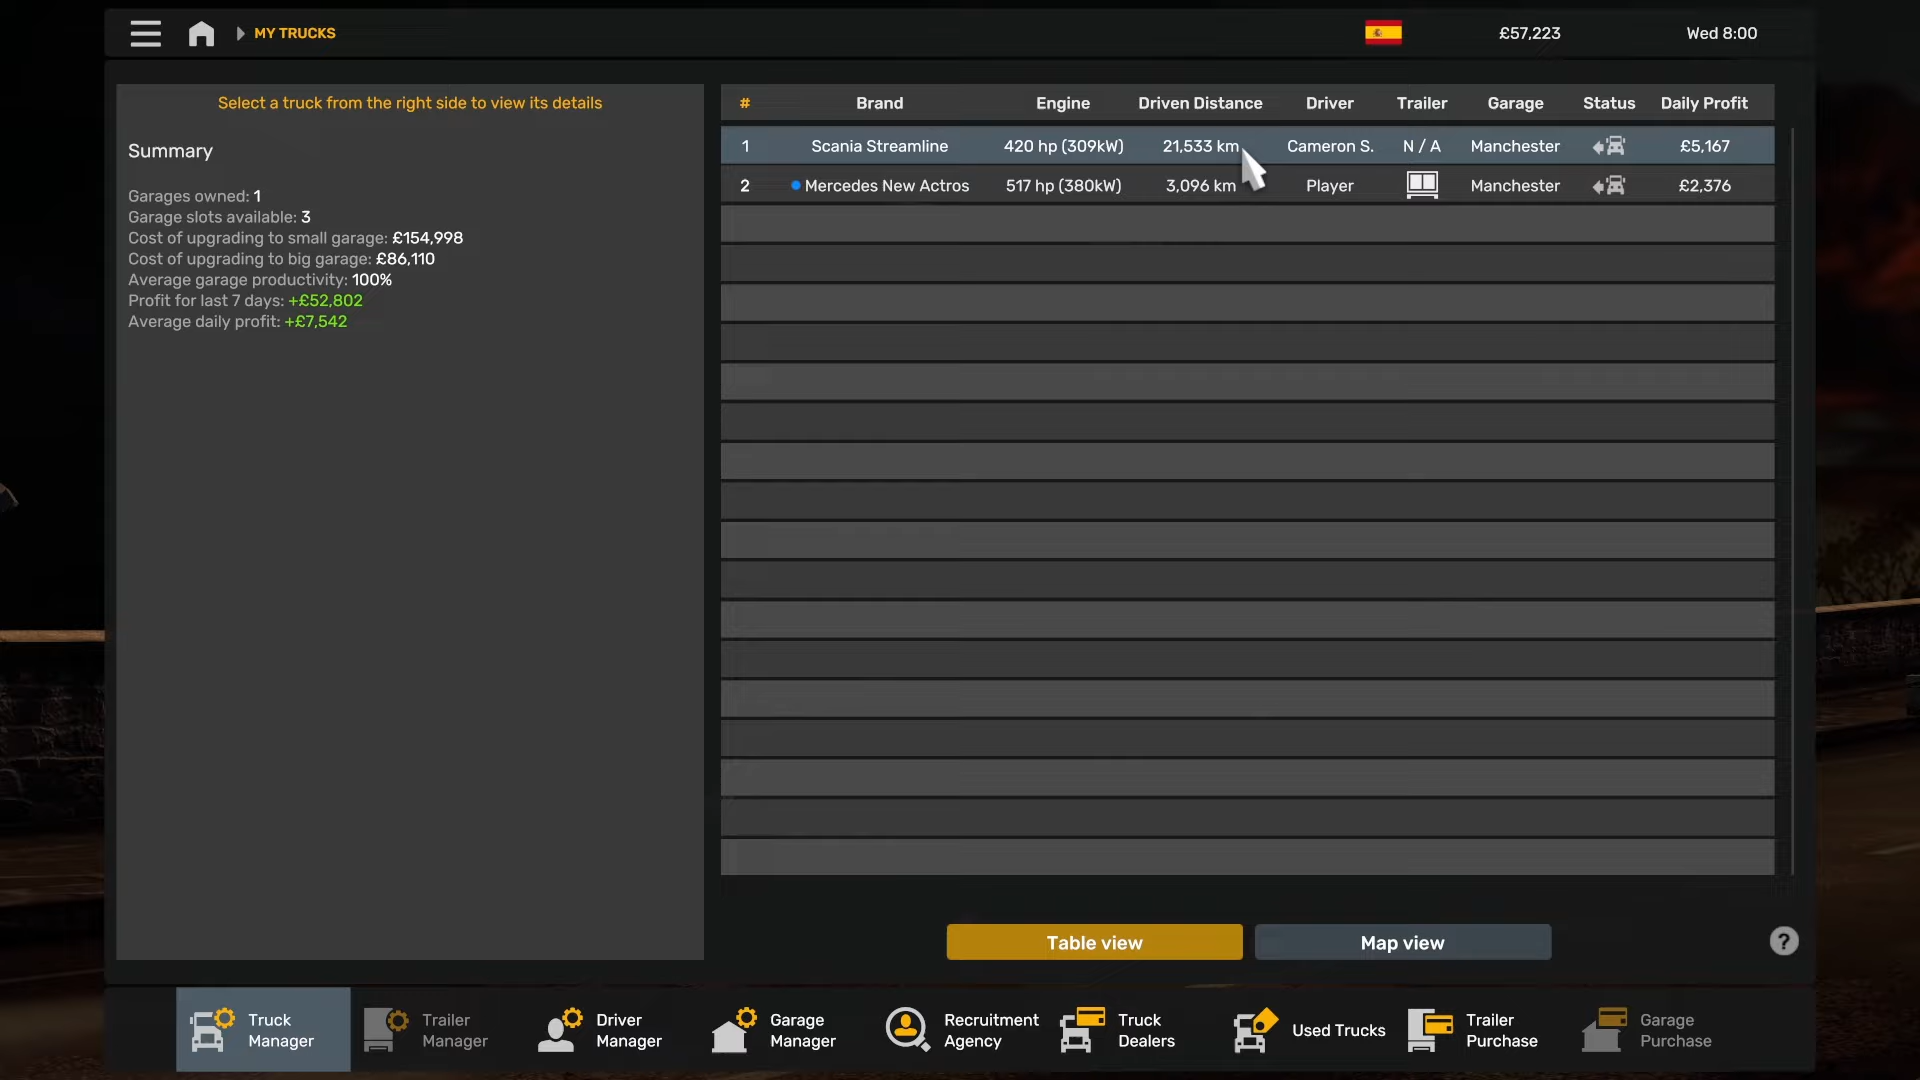 MY TRUCKS
£57,223
Wed 8:00
Select a truck from the right side to view its details
Summary
Garages owned: 1
Garage slots available: 3
Cost of upgrading to small garage: £154,998
Cost of upgrading to big garage: £86,110
Average garage productivity: 100%
Profit for last 7 days: +£52,802
Average daily profit: +£7,542
# Brand Engine Driven Distance Driver Trailer Garage Status Daily Profit
1 Scania Streamline 420 hp (309kW) 21,533 km Cameron S. N / A Manchester £5,167
2 Mercedes New Actros 517 hp (380kW) 3,096 km Player Manchester £2,376
Table view
Map view
?
Truck
Manager
Trailer
Manager
Driver
Manager
Garage
Manager
Recruitment
Agency
Truck
Dealers
Used Trucks
Trailer
Purchase
Garage
Purchase